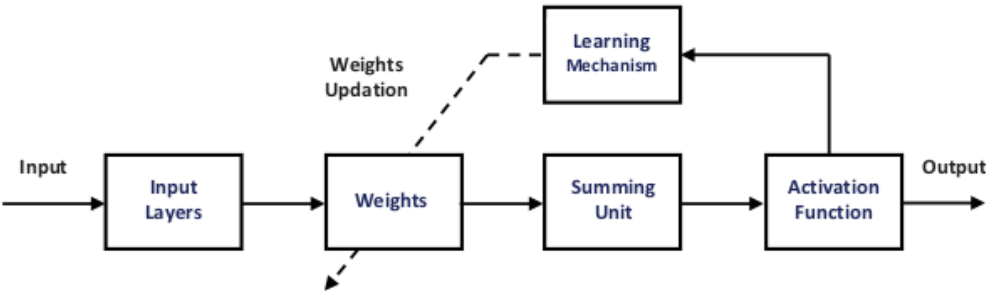 Learning
Mechanism
Weights
Updation
Input
Input
Layers
Weights
Summing
Unit
Activation
Function
Output